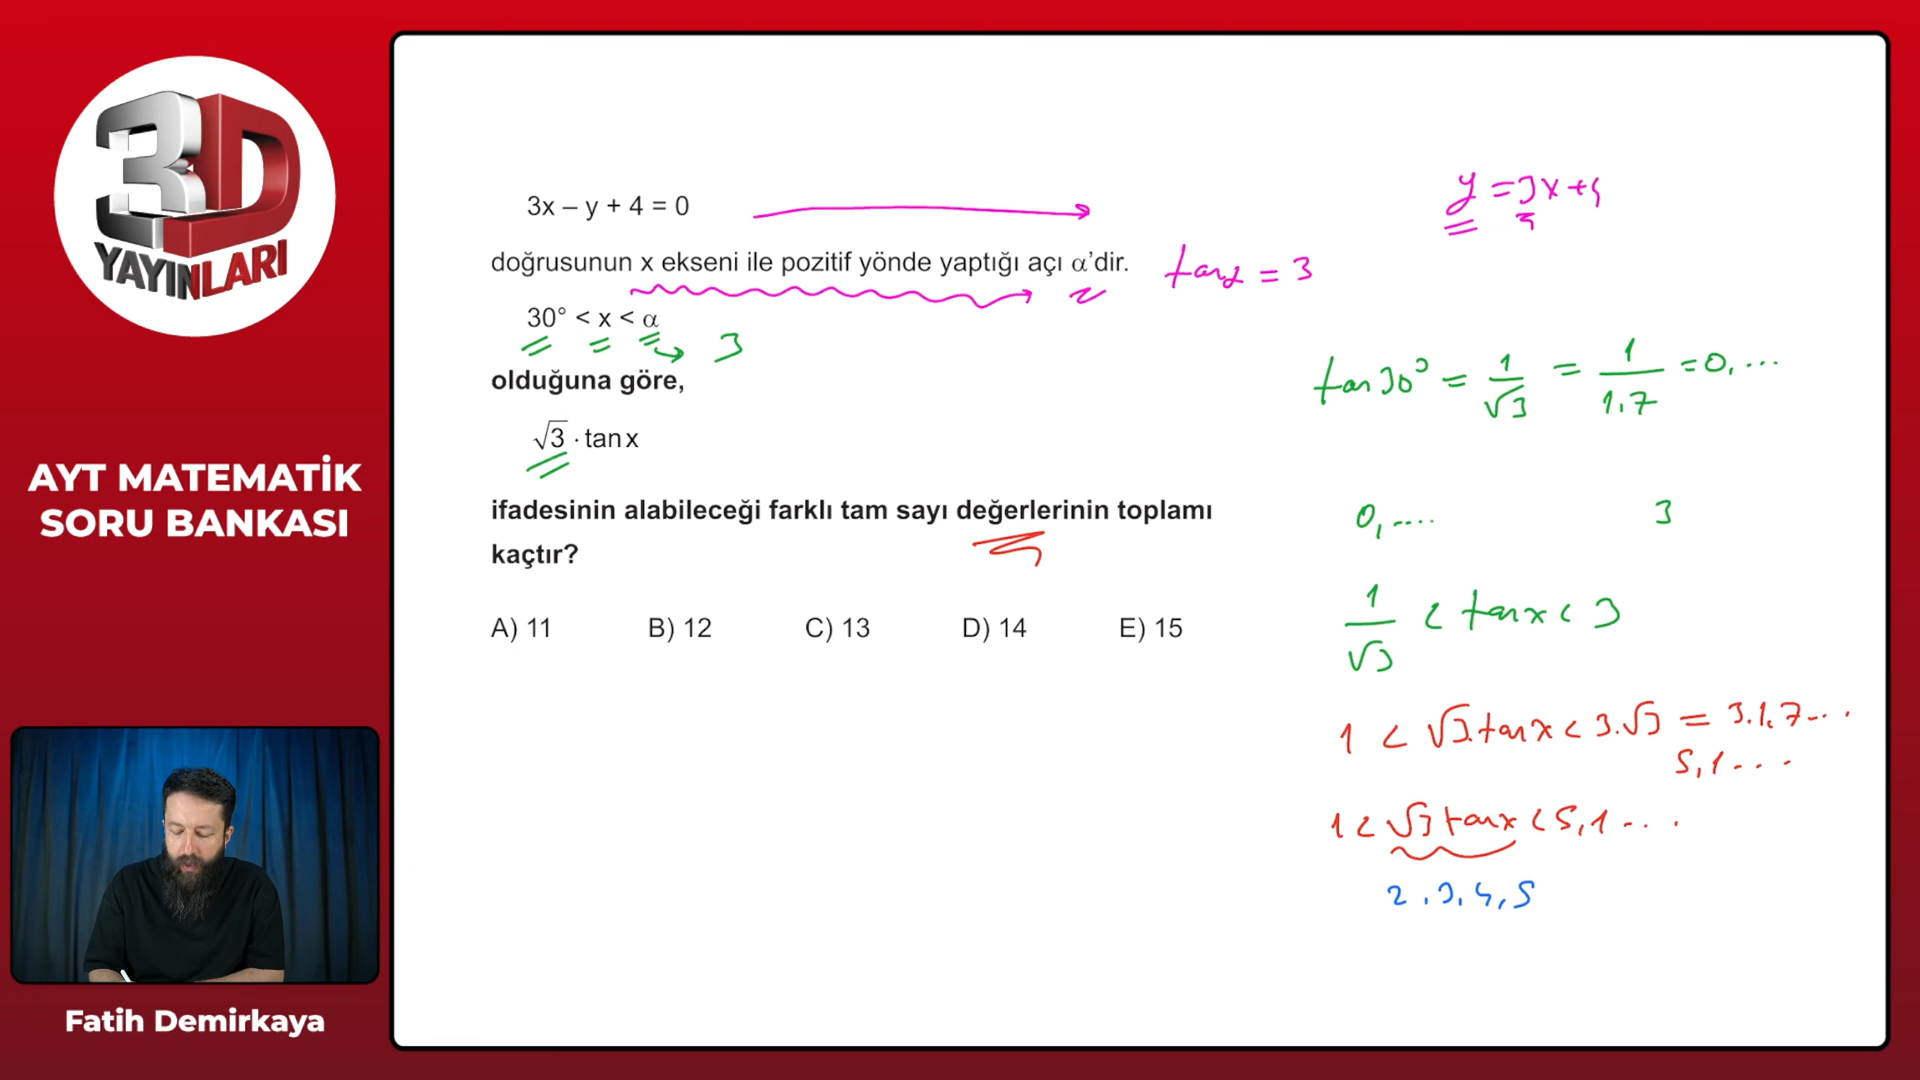 3D
YAYINLARI
AYT MATEMATİK
SORU BANKASI
Fatih Demirkaya
3x – y + 4 = 0
doğrusunun x ekseni ile pozitif yönde yaptığı açı α'dir.
30° < x < α
3
olduğuna göre,
√3 · tan x
ifadesinin alabileceği farklı tam sayı değerlerinin toplamı
kaçtır?
A) 11 B) 12 C) 13 D) 14 E) 15
y = 3x + 4
tan α = 3
tan 30° = 1/√3 = 1/1,7 = 0, ...
0, .... 3
1/√3 < tan x < 3
1 < √3 . tan x < 3.√3 = 3.1,7...
5,1 ...
1 < √3 tan x < 5,1 ...
2, 3, 4, 5